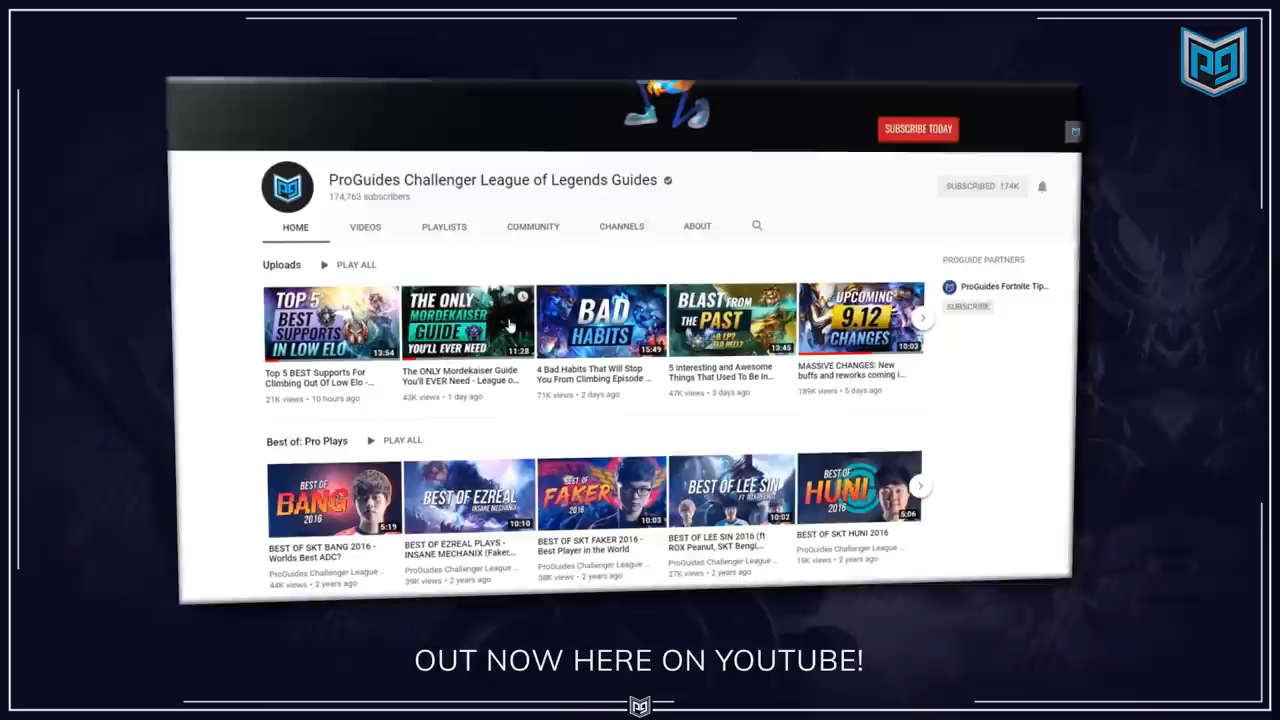 SUBSCRIBE TODAY
ProGuides Challenger League of Legends Guides
174,763 subscribers
SUBSCRIBED 174K
HOME VIDEOS PLAYLISTS COMMUNITY CHANNELS ABOUT
Uploads PLAY ALL
PROGUIDE PARTNERS
ProGuides Fortnite Tip...
SUBSCRIBE
TOP 5
BEST
SUPPORTS
IN LOW ELO
13:54
THE ONLY
MORDEKAISER
GUIDE
YOU'LL EVER NEED
11:28
BAD
HABITS
15:49
BLAST FROM
THE PAST
13:45
UPCOMING
9.12
CHANGES
10:03
Top 5 BEST Supports For
Climbing Out Of Low Elo -...
21K views • 10 hours ago
The ONLY Mordekaiser Guide
You'll EVER Need - League o...
43K views • 1 day ago
4 Bad Habits That Will Stop
You From Climbing Episode ...
71K views • 2 days ago
5 Interesting and Awesome
Things That Used To Be In...
47K views • 3 days ago
MASSIVE CHANGES: New
buffs and reworks coming i...
189K views • 5 days ago
Best of: Pro Plays PLAY ALL
BEST OF
BANG
2016
5:19
BEST OF EZREAL
INSANE MECHANIX
10:10
BEST OF
FAKER
2016
10:03
BEST OF LEE SIN
10:02
BEST OF
HUNI
2016
5:06
BEST OF SKT BANG 2016 -
Worlds Best ADC?
ProGuides Challenger League ...
44K views • 2 years ago
BEST OF EZREAL PLAYS -
INSANE MECHANIX (Faker,...
ProGuides Challenger League ...
39K views • 2 years ago
BEST OF SKT FAKER 2016 -
Best Player in the World
ProGuides Challenger League ...
38K views • 2 years ago
BEST OF LEE SIN 2016 (ft
ROX Peanut, SKT Bengi,...
ProGuides Challenger League ...
27K views • 2 years ago
BEST OF SKT HUNI 2016
ProGuides Challenger League ...
19K views • 2 years ago
OUT NOW HERE ON YOUTUBE!